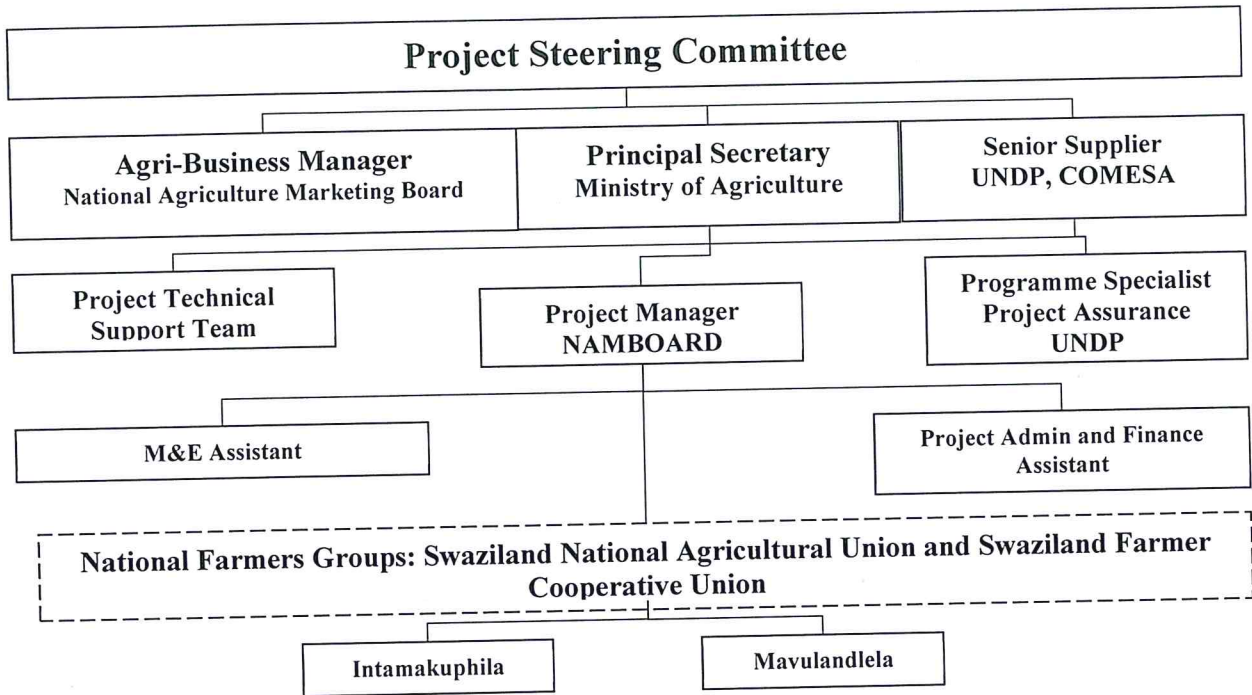 Project Steering Committee
Agri-Business Manager
National Agriculture Marketing Board
Principal Secretary
Ministry of Agriculture
Senior Supplier
UNDP, COMESA
Project Technical
Support Team
Project Manager
NAMBOARD
Programme Specialist
Project Assurance
UNDP
M&E Assistant
Project Admin and Finance
Assistant
National Farmers Groups: Swaziland National Agricultural Union and Swaziland Farmer
Cooperative Union
Intamakuphila
Mavulandlela